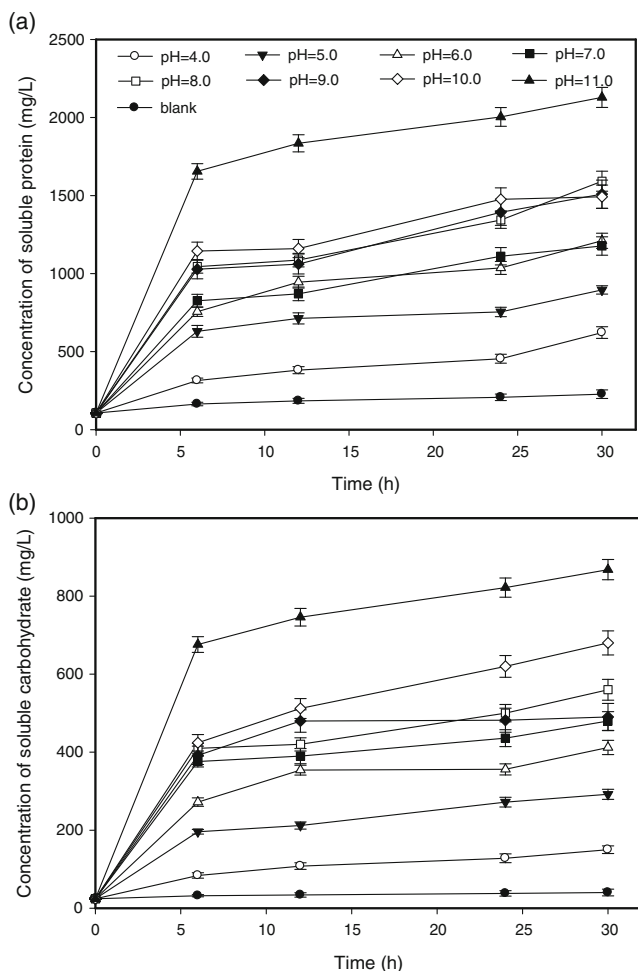 (a)
Concentration of soluble protein (mg/L)
2500
2000
1500
1000
500
0
pH=4.0 pH=5.0 pH=6.0 pH=7.0
pH=8.0 pH=9.0 pH=10.0 pH=11.0
blank
0 5 10 15 20 25 30
Time (h)
(b)
Concentration of soluble carbohydrate (mg/L)
1000
800
600
400
200
0
0 5 10 15 20 25 30
Time (h)